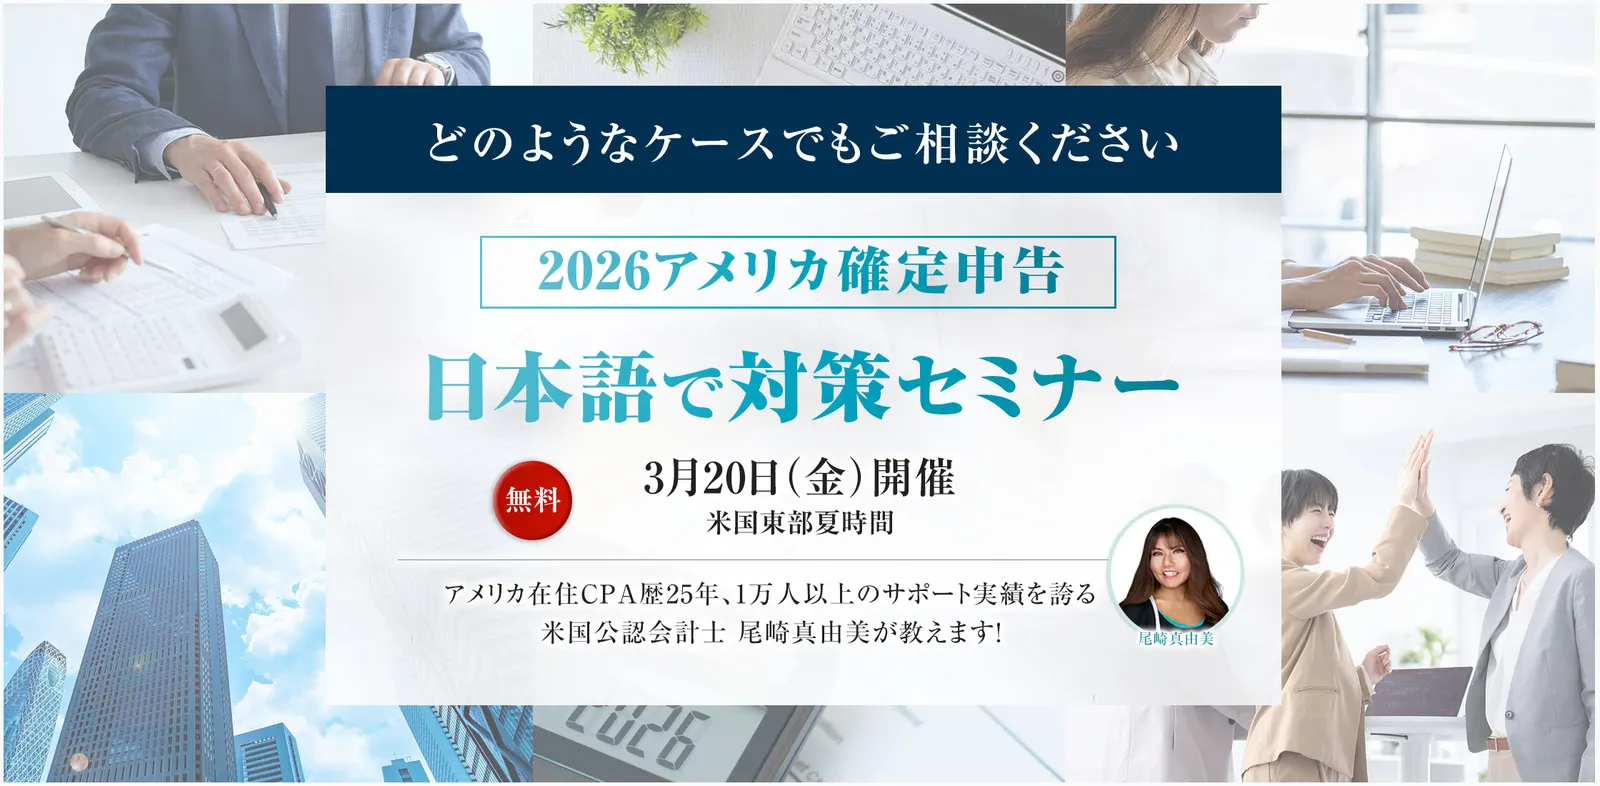 どのようなケースでもご相談ください
2026アメリカ確定申告
日本語で対策セミナー
無料
3月20日（金）開催
米国東部夏時間
アメリカ在住CPA歴25年、1万人以上のサポート実績を誇る
米国公認会計士 尾崎真由美が教えます!
尾崎真由美
2026